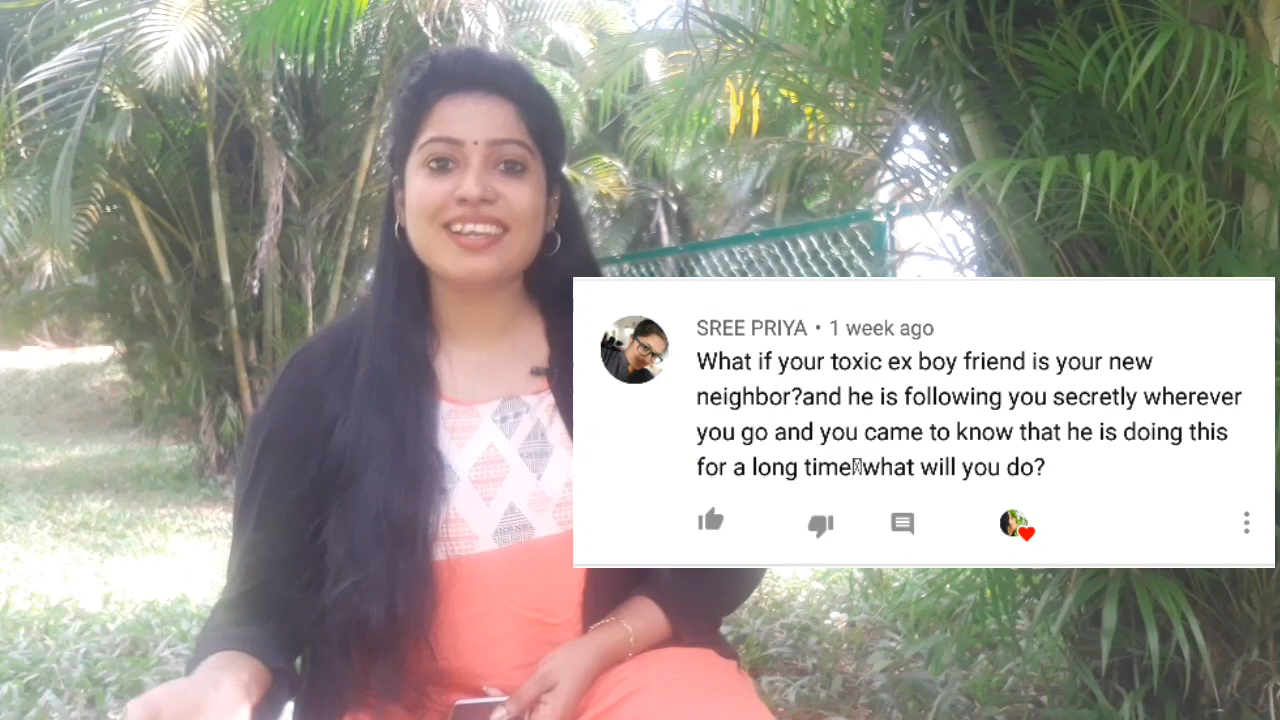 SREE PRIYA • 1 week ago
What if your toxic ex boy friend is your new
neighbor?and he is following you secretly wherever
you go and you came to know that he is doing this
for a long time▯what will you do?